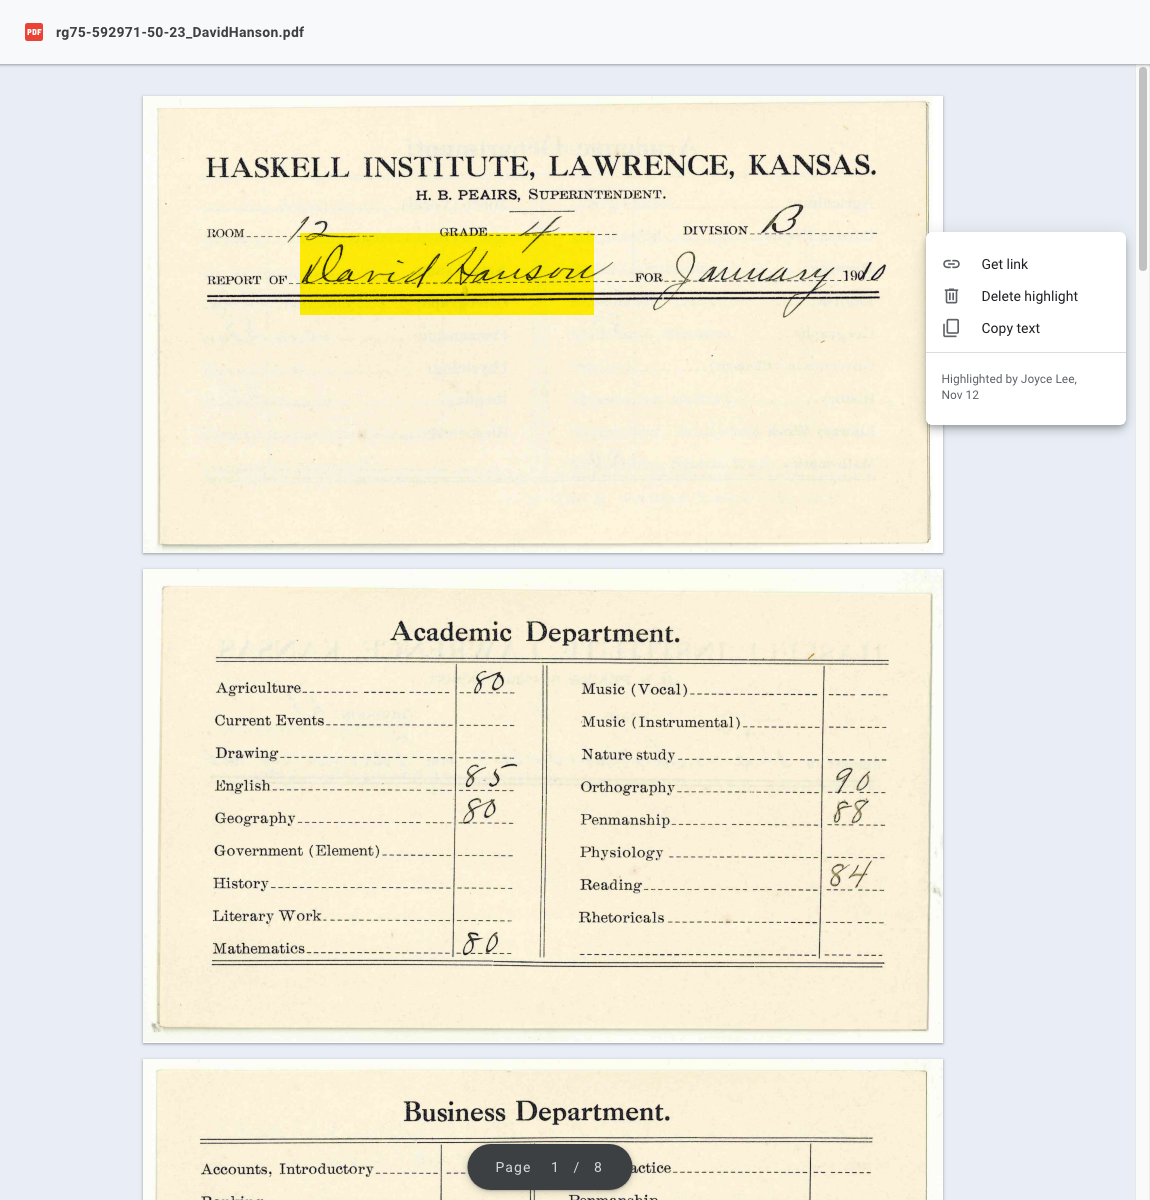 PDF rg75-592971-50-23_DavidHanson.pdf
HASKELL INSTITUTE, LAWRENCE, KANSAS.
H. B. PEAIRS, SUPERINTENDENT.
ROOM 12 GRADE 4 DIVISION B
REPORT OF David Hanson FOR January 1910
Get link
Delete highlight
Copy text
Highlighted by Joyce Lee,
Nov 12
Academic Department.
Agriculture 80 Music (Vocal)
Current Events Music (Instrumental)
Drawing Nature study
English 85 Orthography 90
Geography 80 Penmanship 88
Government (Element) Physiology
History Reading 84
Literary Work Rhetoricals
Mathematics 80
Business Department.
Accounts, Introductory actice
Page 1 / 8